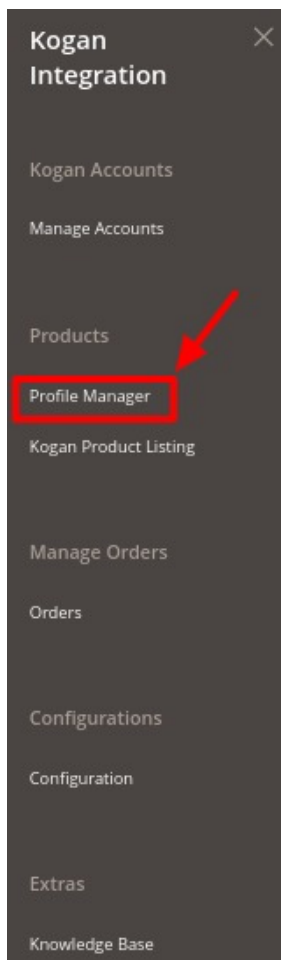 Kogan
Integration
Kogan Accounts
Manage Accounts
Products
Profile Manager
Kogan Product Listing
Manage Orders
Orders
Configurations
Configuration
Extras
Knowledge Base